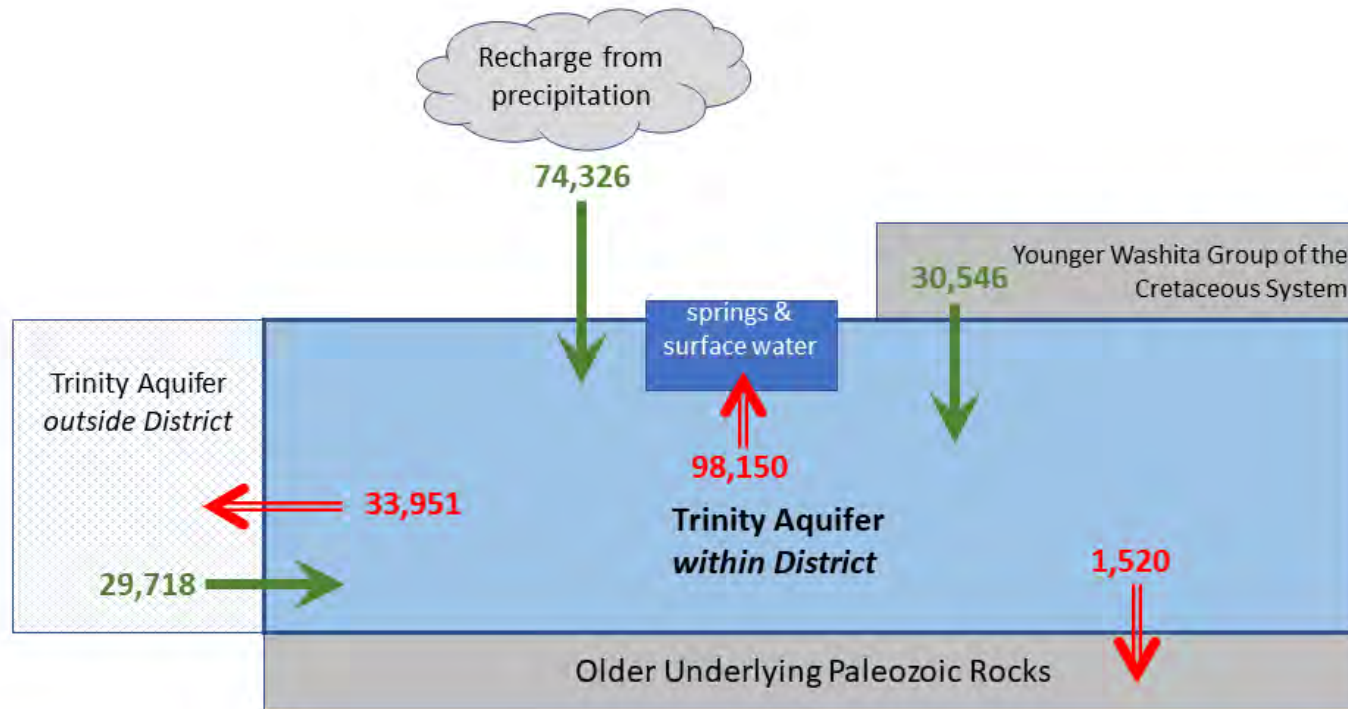 Recharge from
precipitation
74,326
Younger Washita Group of the
Cretaceous System
30,546
springs &
surface water
Trinity Aquifer
outside District
98,150
33,951
Trinity Aquifer
within District
29,718
1,520
Older Underlying Paleozoic Rocks